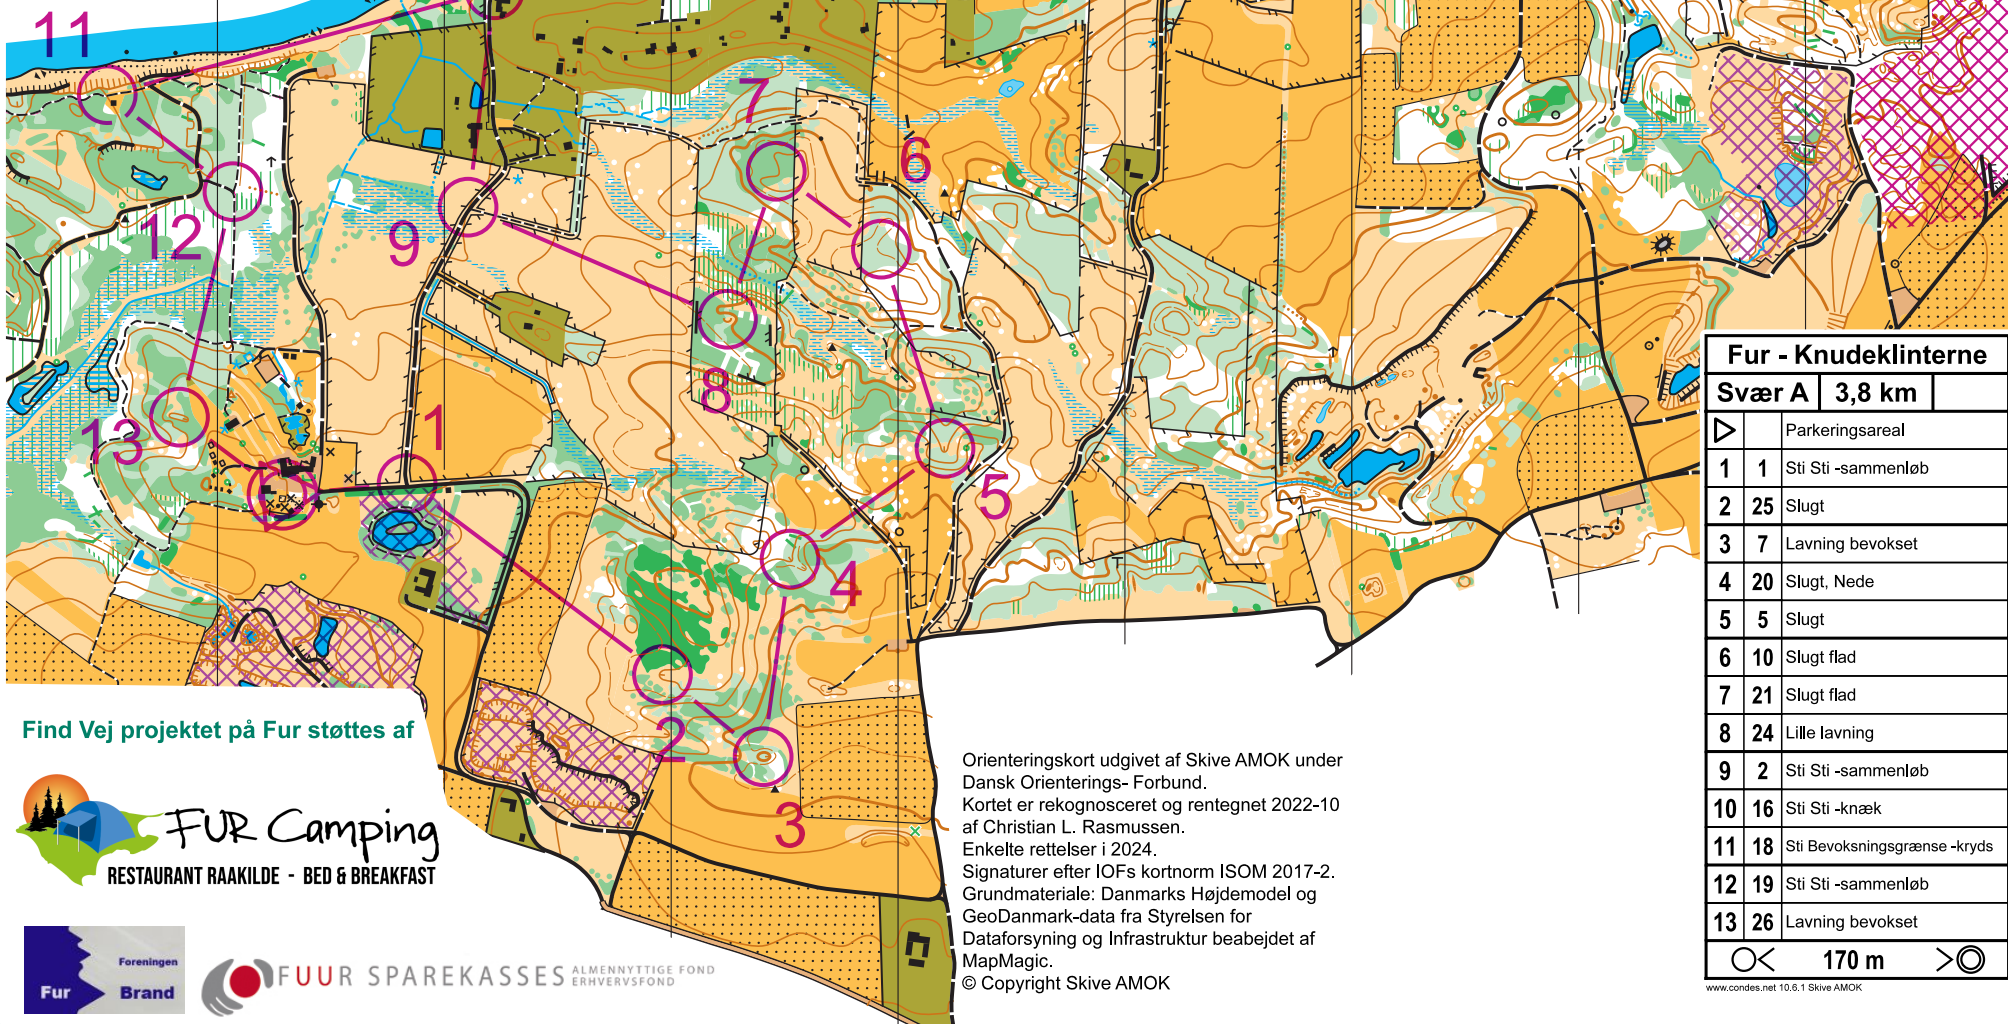 11
7
6
12
9
8
13
1
5
4
2
3
Fur - Knudeklinterne
Svær A 3,8 km
Parkeringsareal
1 1 Sti Sti -sammenløb
2 25 Slugt
3 7 Lavning bevokset
4 20 Slugt, Nede
5 5 Slugt
6 10 Slugt flad
7 21 Slugt flad
8 24 Lille lavning
9 2 Sti Sti -sammenløb
10 16 Sti Sti -knæk
11 18 Sti Bevoksningsgrænse -kryds
12 19 Sti Sti -sammenløb
13 26 Lavning bevokset
170 m
www.condes.net 10.6.1 Skive AMOK
Find Vej projektet på Fur støttes af
FUR Camping
RESTAURANT RAAKILDE - BED & BREAKFAST
Foreningen
Fur Brand
FUUR SPAREKASSES ALMENNYTTIGE FOND
ERHVERVSFOND
Orienteringskort udgivet af Skive AMOK under
Dansk Orienterings- Forbund.
Kortet er rekognosceret og rentegnet 2022-10
af Christian L. Rasmussen.
Enkelte rettelser i 2024.
Signaturer efter IOFs kortnorm ISOM 2017-2.
Grundmateriale: Danmarks Højdemodel og
GeoDanmark-data fra Styrelsen for
Dataforsyning og Infrastruktur beabejdet af
MapMagic.
© Copyright Skive AMOK